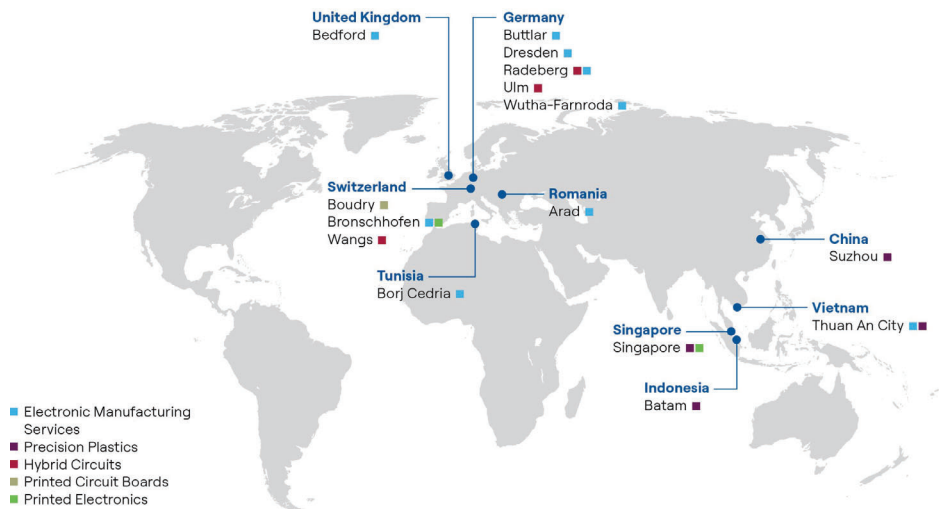 United Kingdom
Bedford
Germany
Buttlar
Dresden
Radeberg
Ulm
Wutha-Farnroda
Switzerland
Boudry
Bronschhofen
Wangs
Romania
Arad
Tunisia
Borj Cedria
China
Suzhou
Vietnam
Thuan An City
Singapore
Singapore
Indonesia
Batam
Electronic Manufacturing
Services
Precision Plastics
Hybrid Circuits
Printed Circuit Boards
Printed Electronics